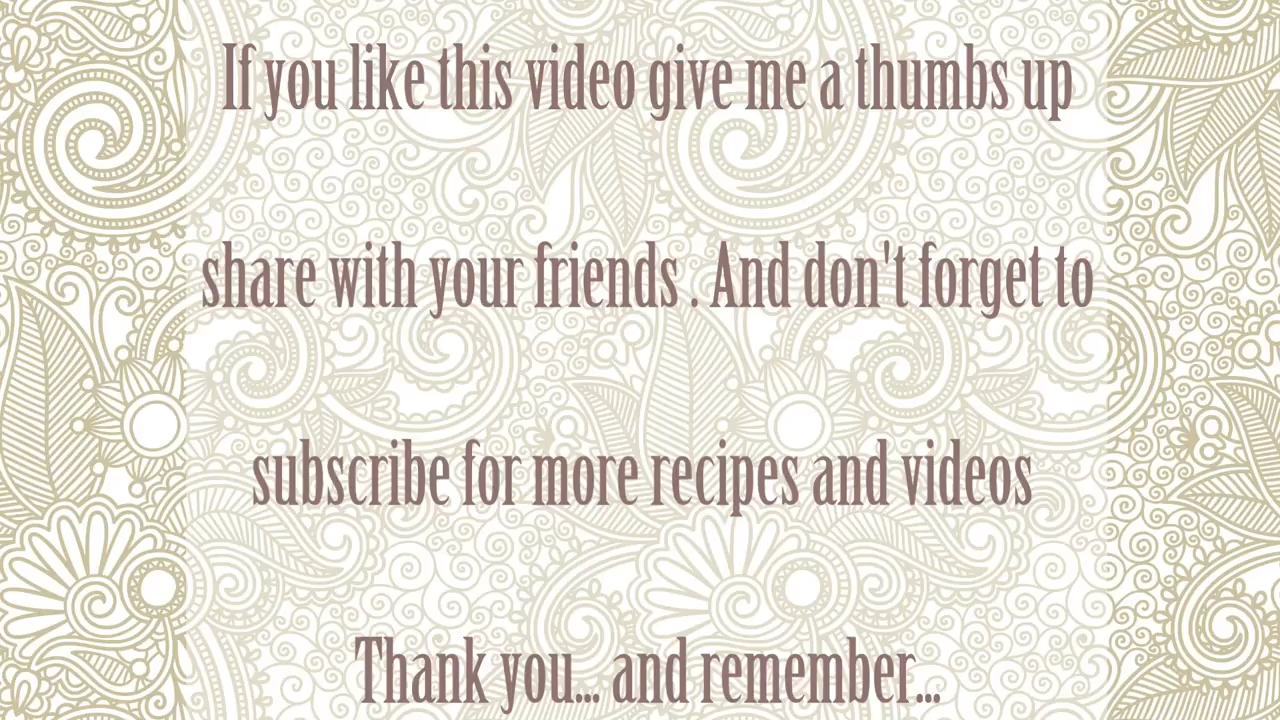 If you like this video give me a thumbs up
share with your friends . And don't forget to
subscribe for more recipes and videos
Thank you... and remember...